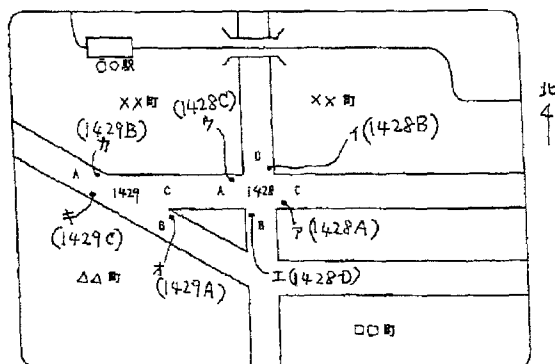 北
○○駅
××町
(1428C)
ウ
××町
イ(1428B)
(1429B)
カ
D
A
1429
C
A
1428
C
キ
(1429C)
B
B
ア(1428A)
オ
(1429A)
エ(1428D)
△△町
□□町